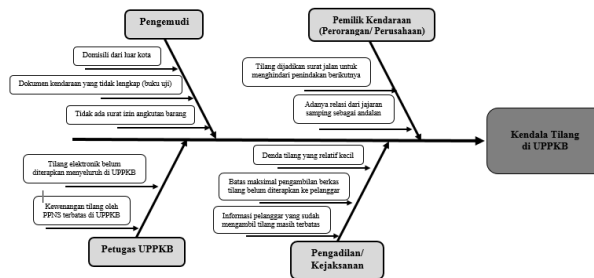 Pengemudi
Pemilik Kendaraan
(Perorangan/ Perusahaan)
Domisili dari luar kota
Dokumen kendaraan yang tidak lengkap (buku uji)
Tidak ada surat izin angkutan barang
Tilang dijadikan surat jalan untuk
menghindari penindakan berikutnya
Adanya relasi dari jajaran
samping sebagai andalan
Kendala Tilang
di UPPKB
Tilang elektronik belum
diterapkan menyeluruh di UPPKB
Kewenangan tilang oleh
PPNS terbatas di UPPKB
Petugas UPPKB
Denda tilang yang relatif kecil
Batas maksimal pengambilan berkas
tilang belum diterapkan ke pelanggar
Informasi pelanggar yang sudah
mengambil tilang masih terbatas
Pengadilan/
Kejaksanan